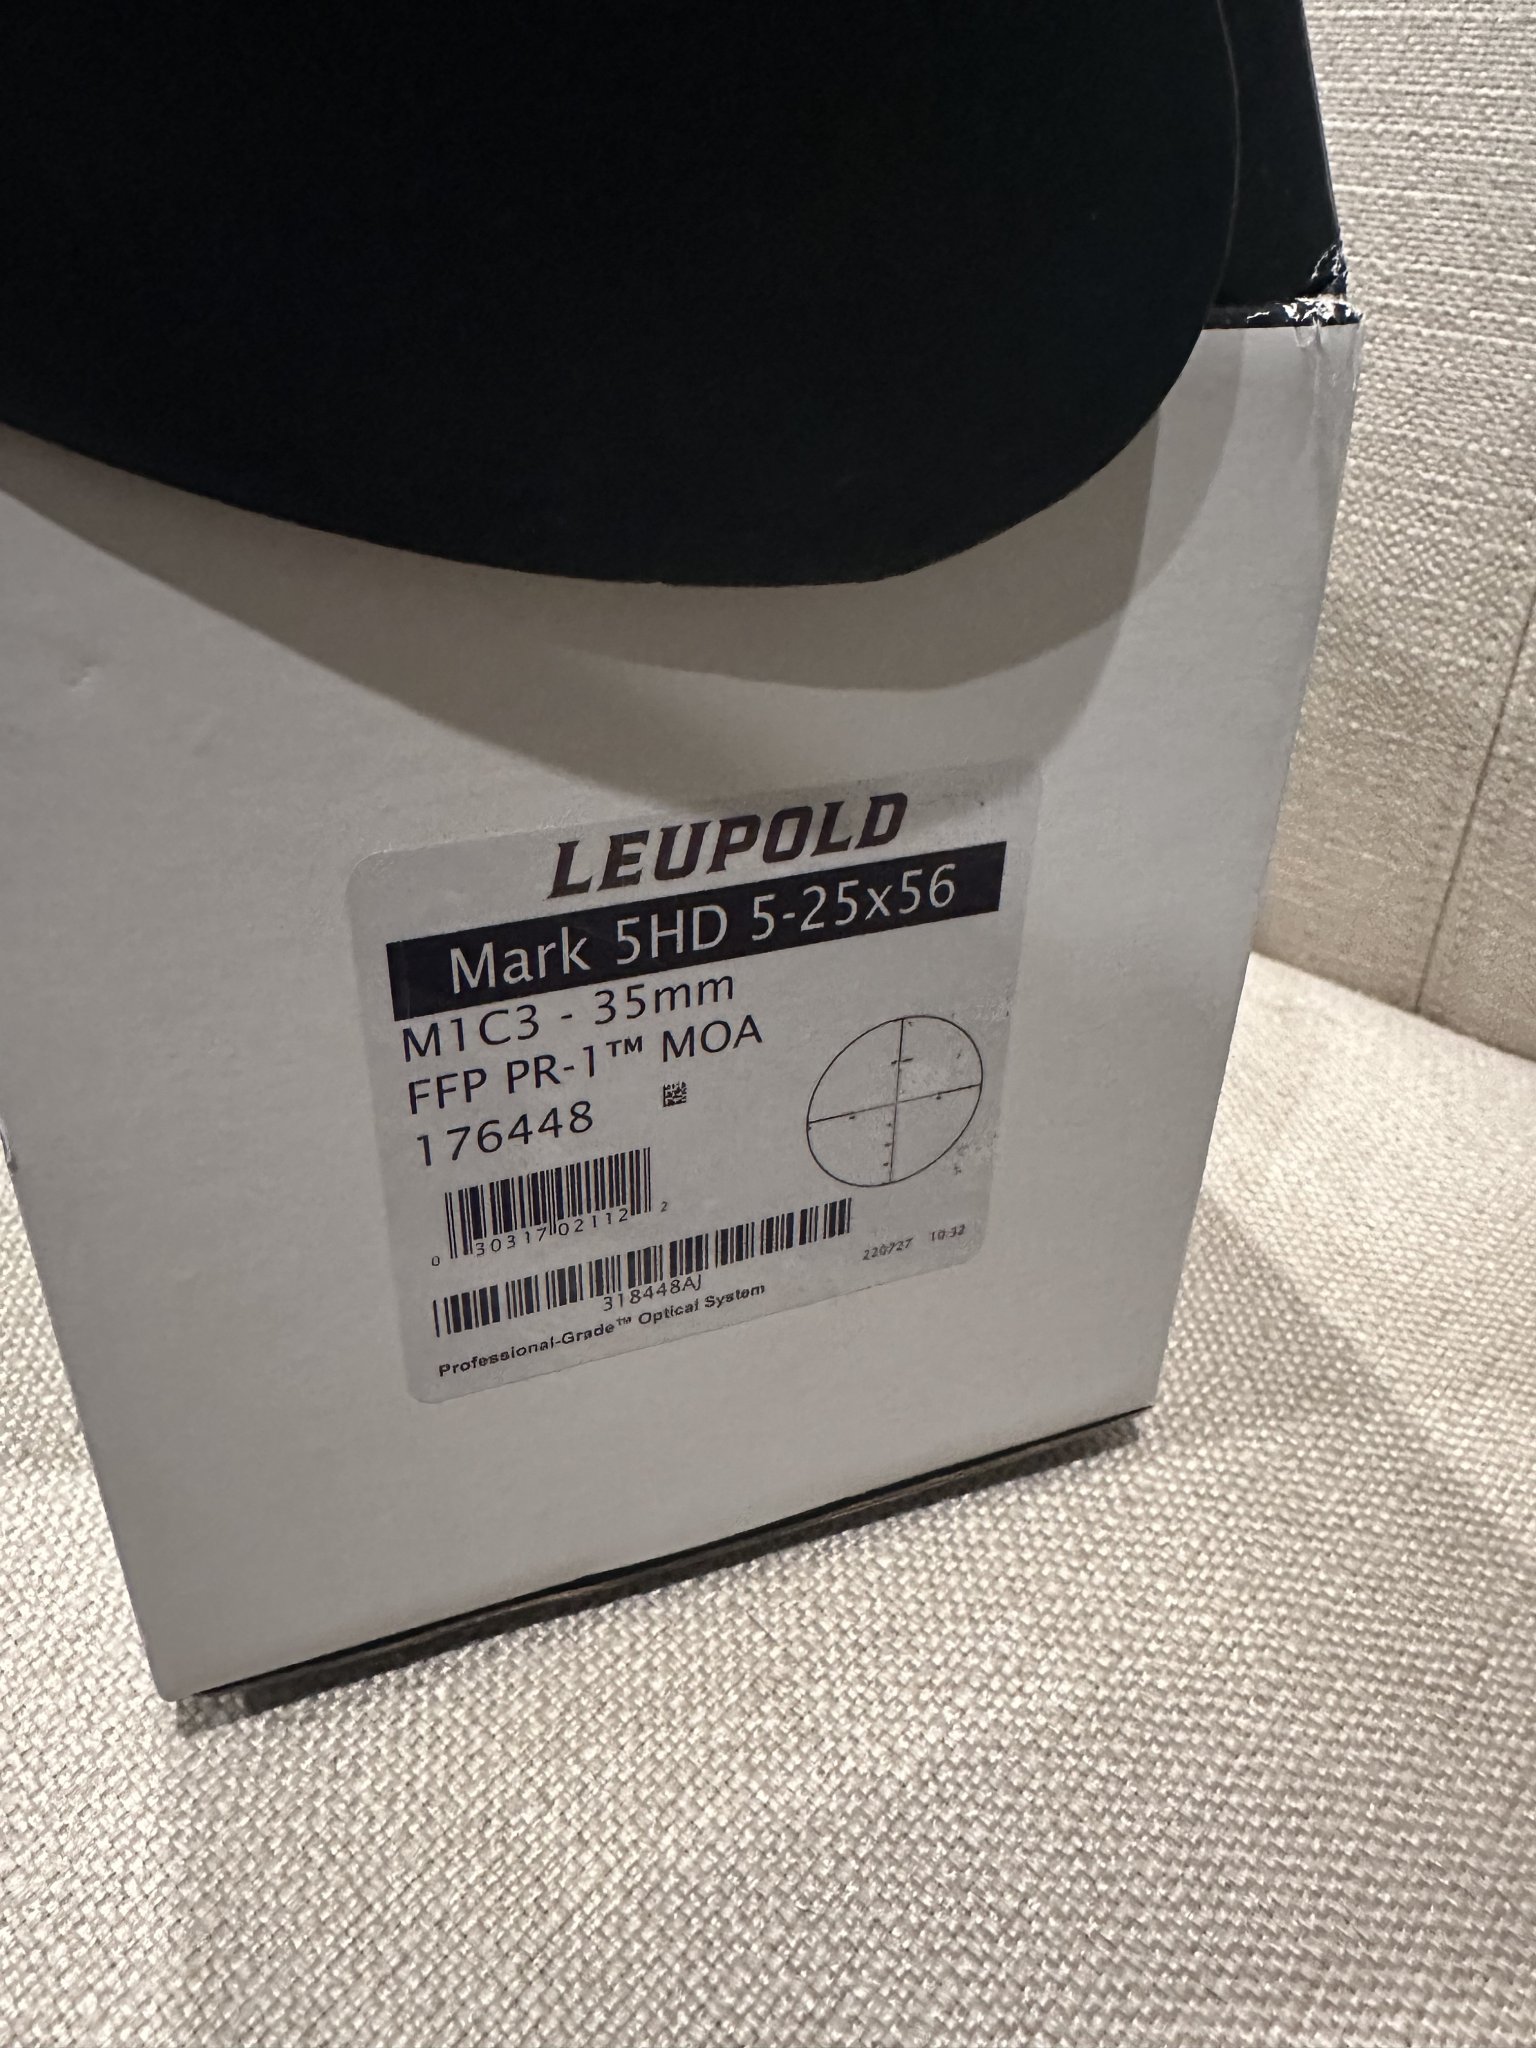 LEUPOLD
Mark 5HD 5-25x56
M1C3 - 35mm
FFP PR-1™ MOA
176448
0 30317 02112 2
318448AJ
220727 10:32
Professional-Grade™ Optical System